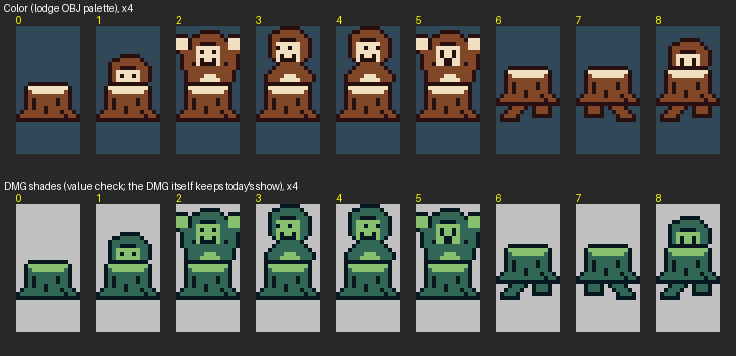 Color (lodge OBJ palette), x4
0 1 2 3 4 5 6 7 8
DMG shades (value check; the DMG itself keeps today's show), x4
0 1 2 3 4 5 6 7 8